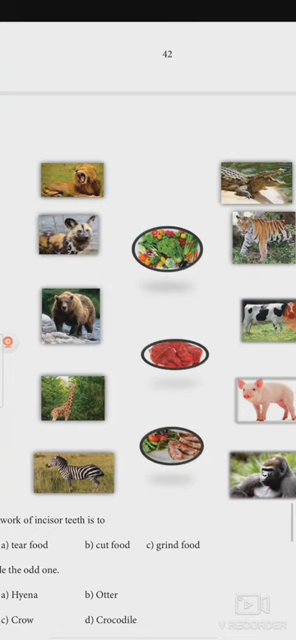 42
work of incisor teeth is to
a) tear food b) cut food c) grind food
le the odd one.
a) Hyena b) Otter
c) Crow d) Crocodile
V RECORDER